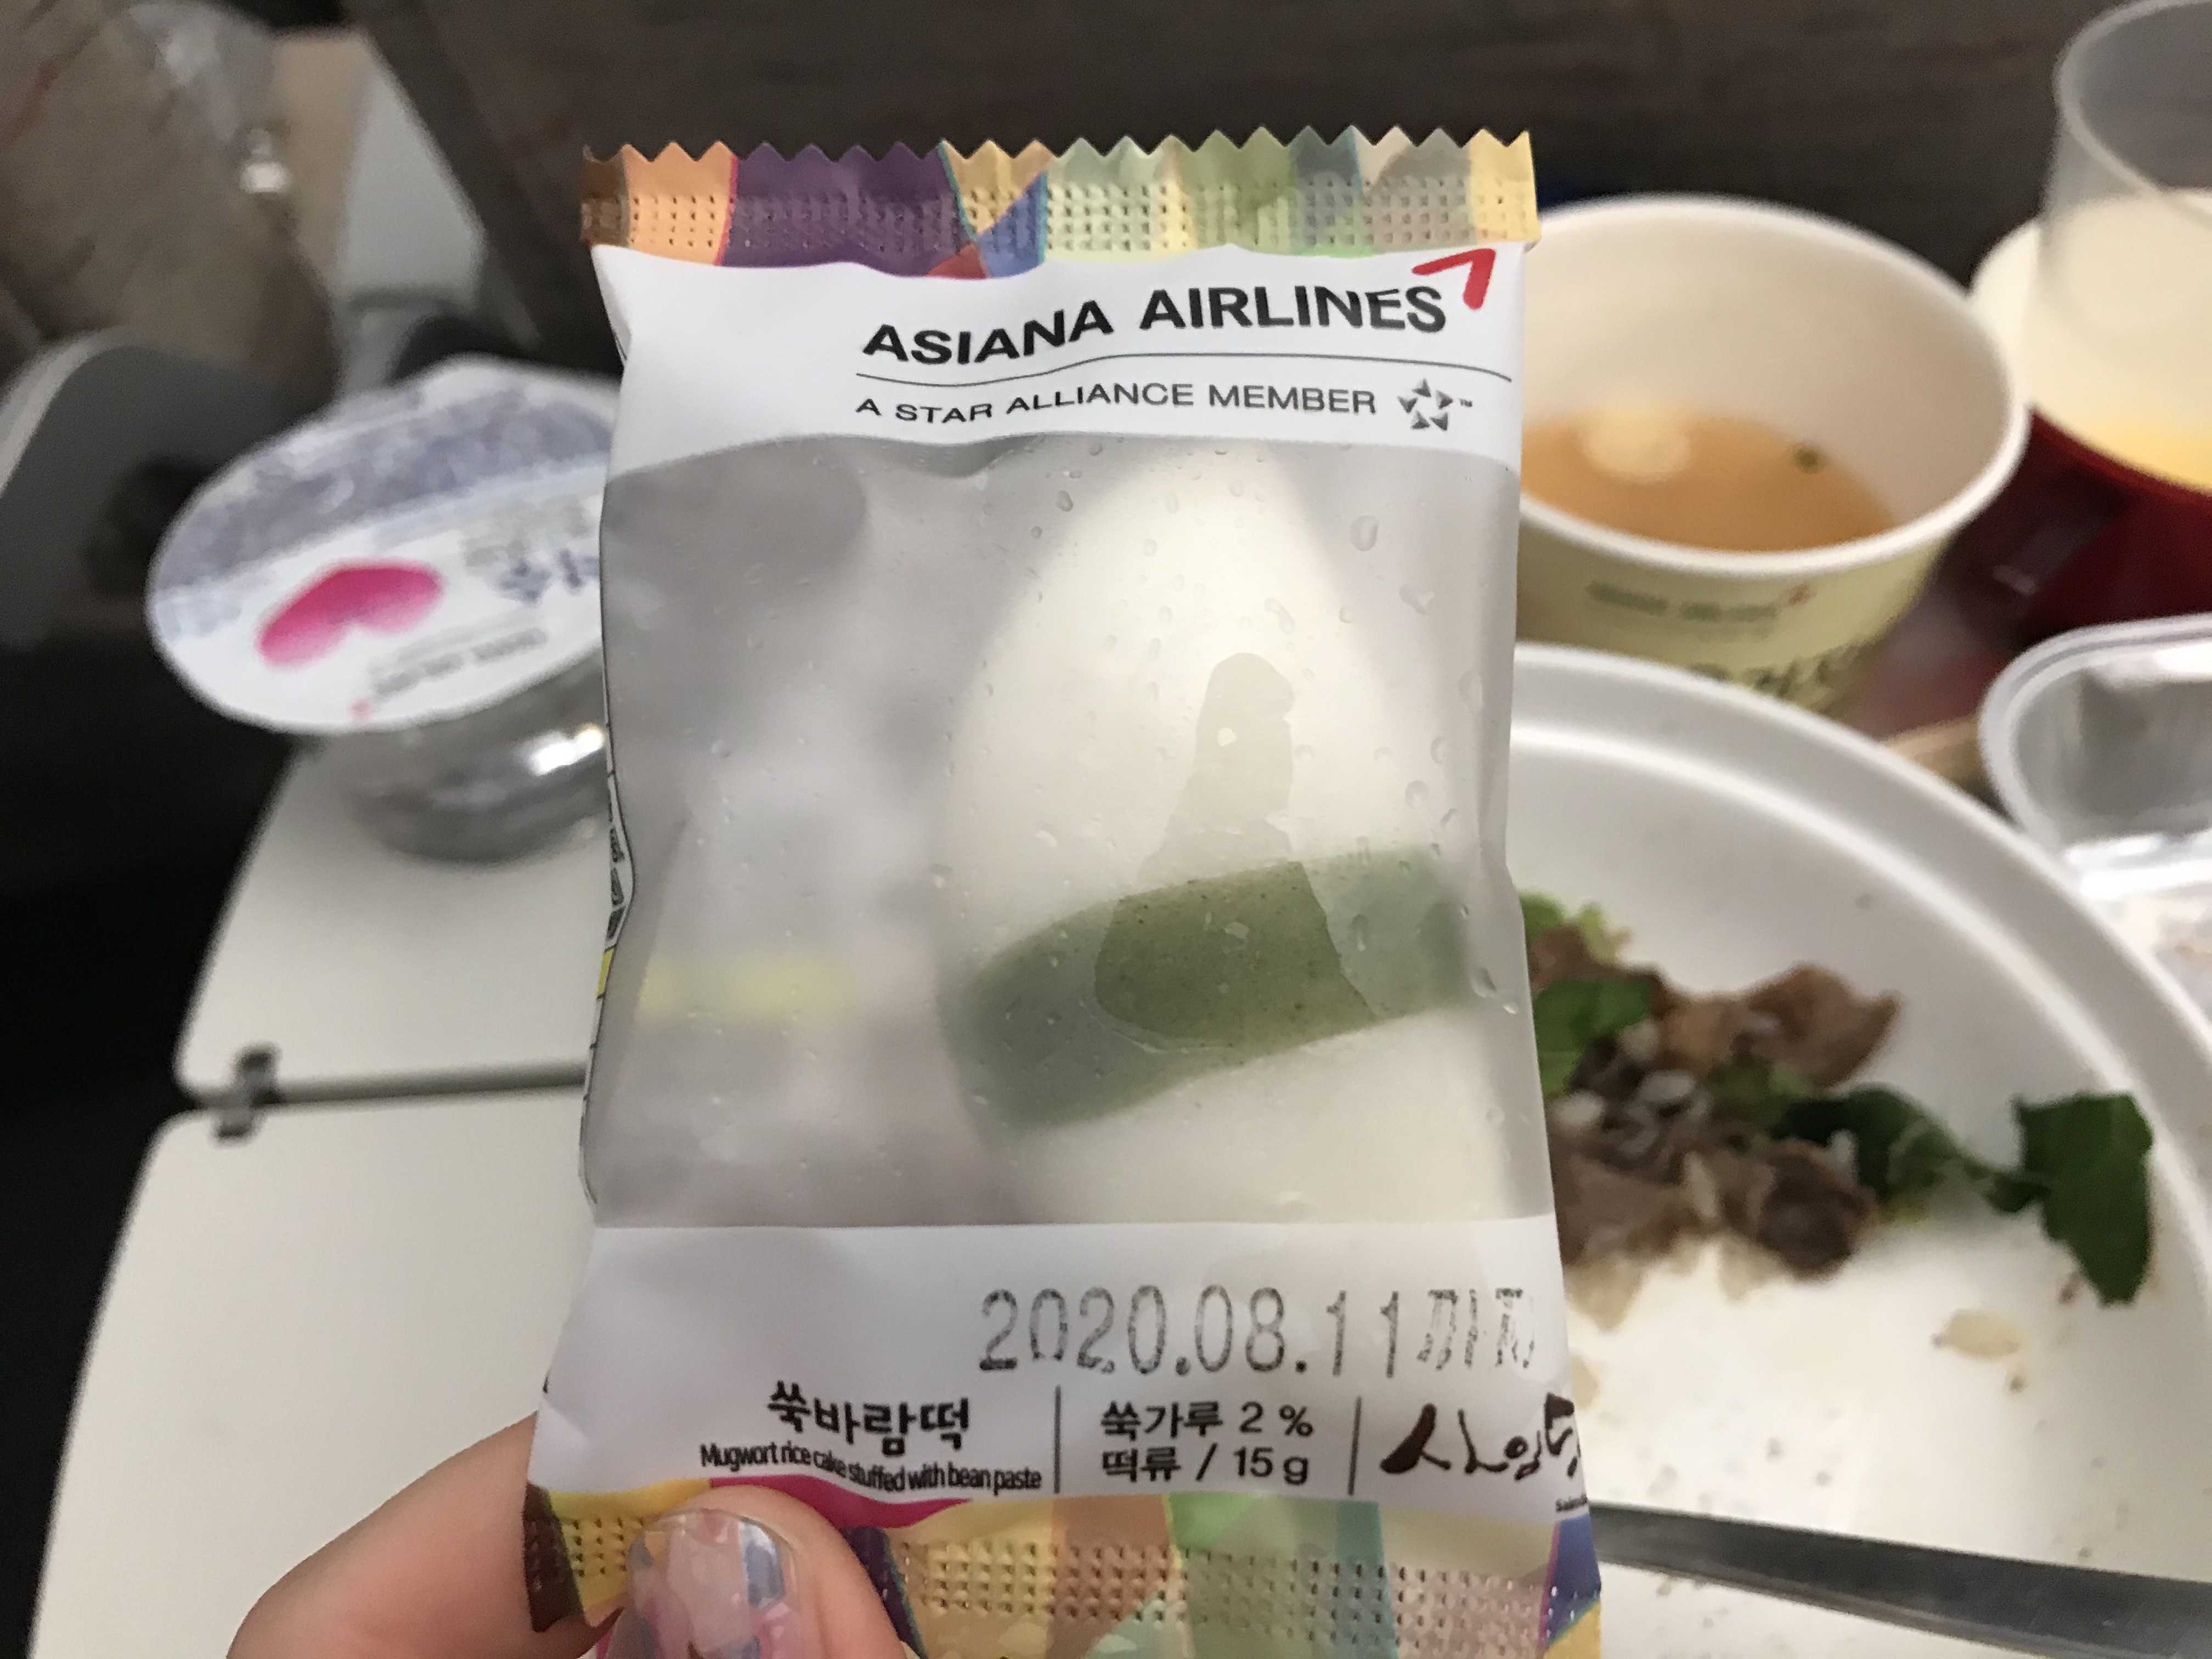 ASIANA AIRLINES
A STAR ALLIANCE MEMBER
2020.08.11까지
쑥바람떡
Mugwort rice cake stuffed with bean paste
쑥가루 2 %
떡류 / 15g